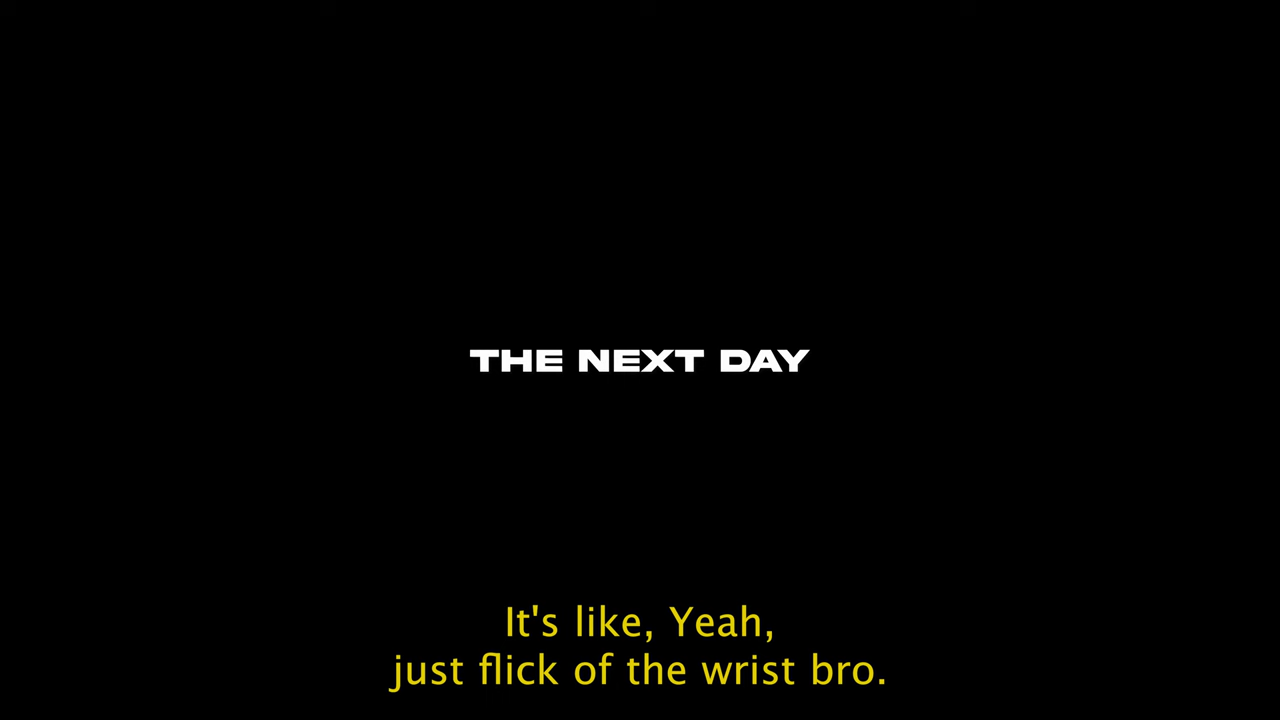 THE NEXT DAY
It's like, Yeah,
just flick of the wrist bro.